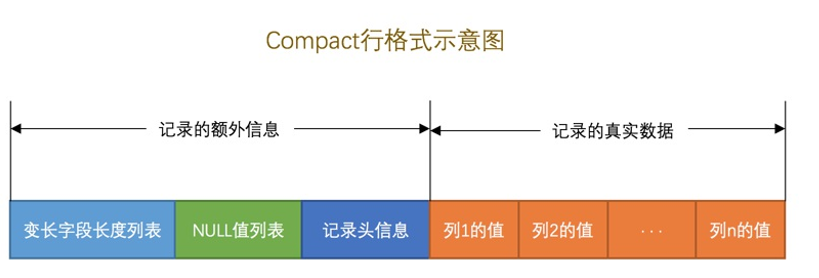 Compact行格式示意图
记录的额外信息 记录的真实数据
变长字段长度列表 NULL值列表 记录头信息 列1的值 列2的值 ··· 列n的值